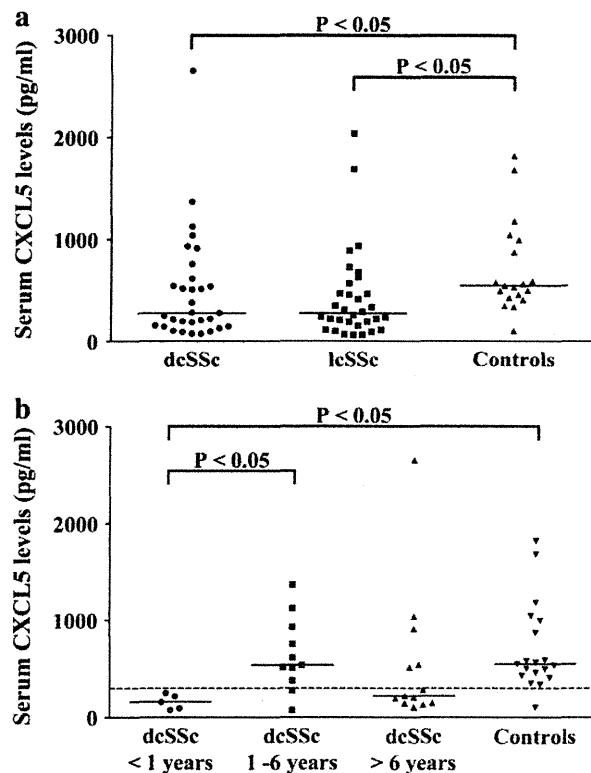 a
P < 0.05
P < 0.05
Serum CXCL5 levels (pg/ml)
3000
2000
1000
0
dcSSc lcSSc Controls
b
P < 0.05
P < 0.05
Serum CXCL5 levels (pg/ml)
3000
2000
1000
0
dcSSc dcSSc dcSSc Controls
< 1 years 1 -6 years > 6 years